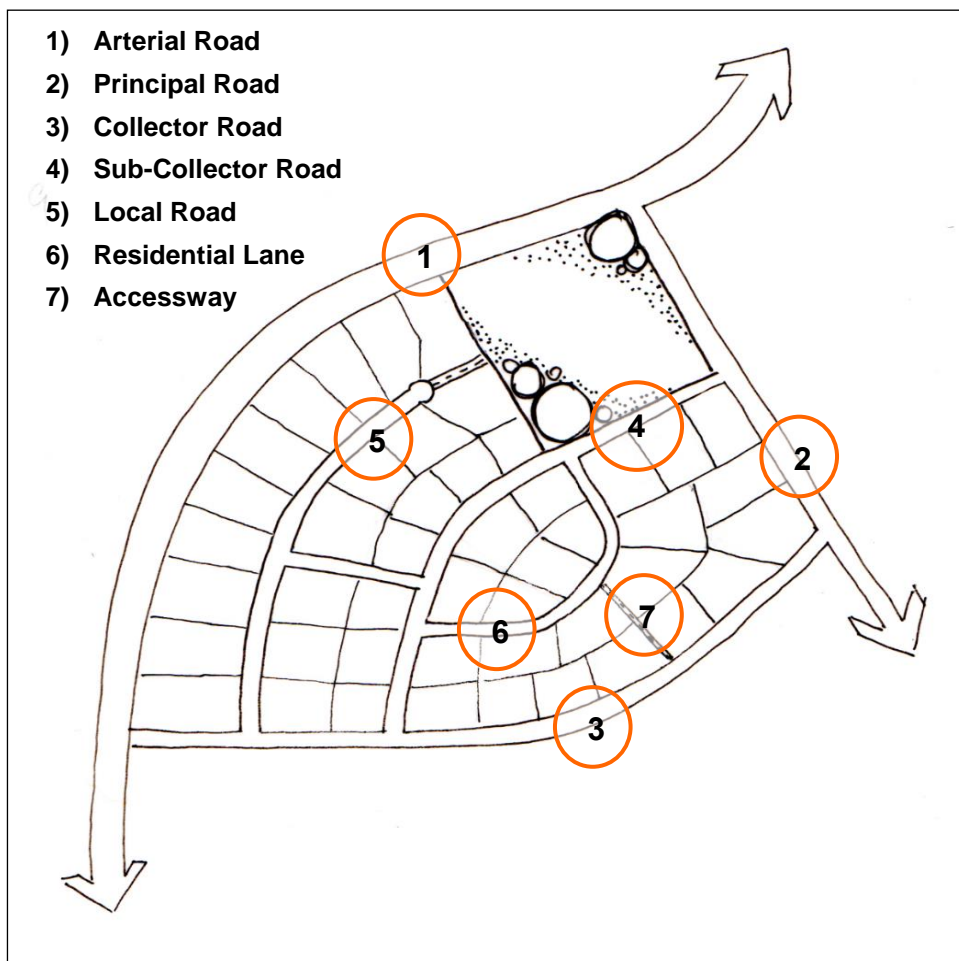 1) Arterial Road
2) Principal Road
3) Collector Road
4) Sub-Collector Road
5) Local Road
6) Residential Lane
7) Accessway
1
5
4
2
7
6
3